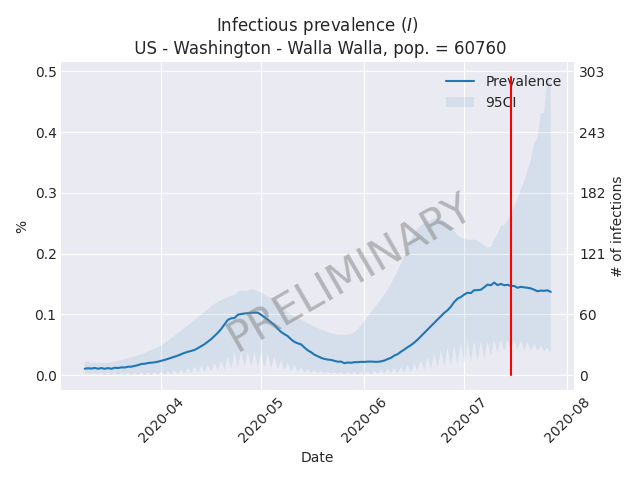 Infectious prevalence (I)
US - Washington - Walla Walla, pop. = 60760
Prevalence
95CI
PRELIMINARY
%
0.5
0.4
0.3
0.2
0.1
0.0
303
243
182
121
60
0
# of infections
2020-04
2020-05
2020-06
2020-07
2020-08
Date